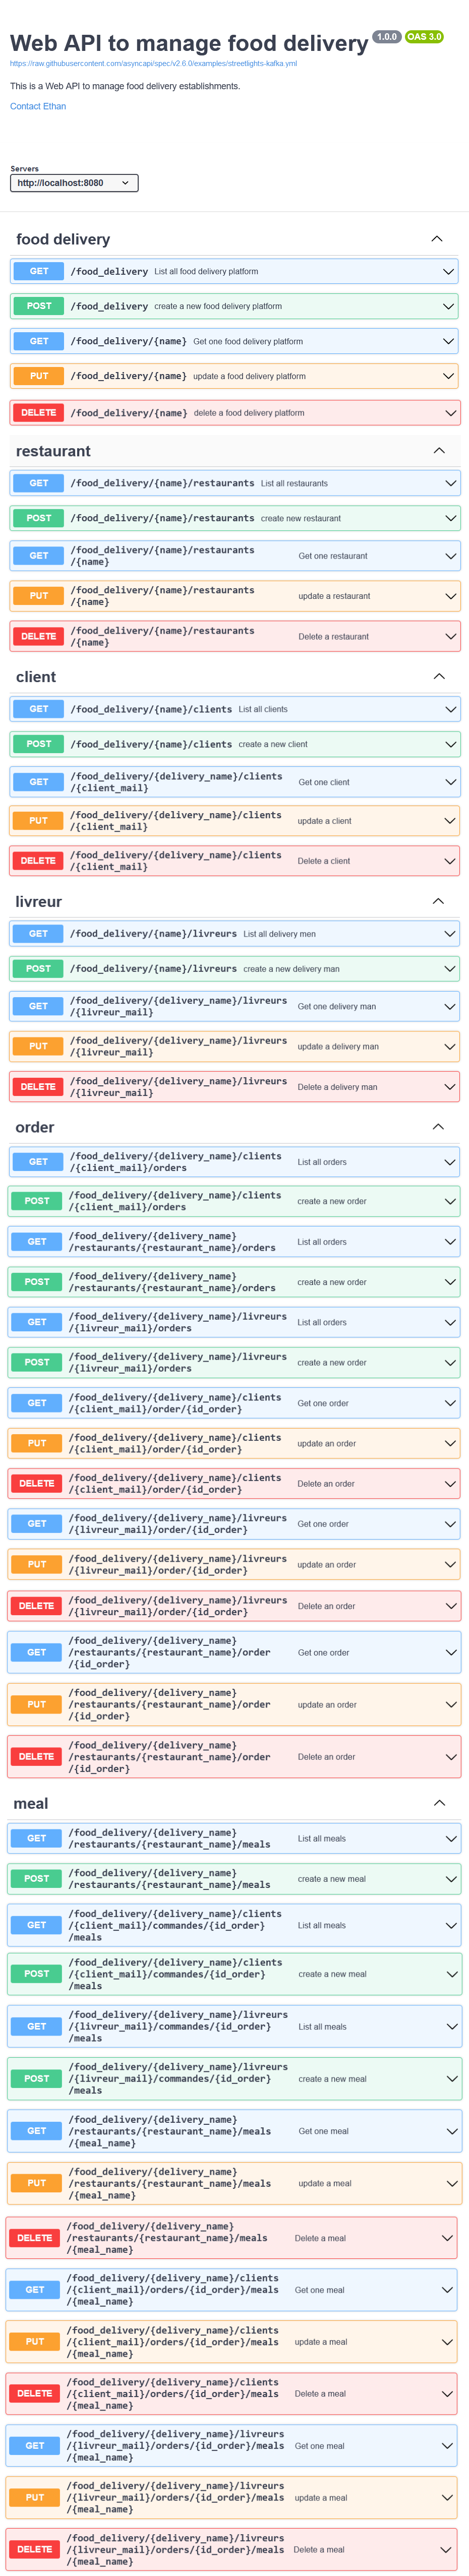 Web API to manage food delivery 1.0.0 OAS 3.0
https://raw.githubusercontent.com/asyncapi/spec/v2.6.0/examples/streetlights-kafka.yml
This is a Web API to manage food delivery establishments.
Contact Ethan
Servers
http://localhost:8080
food delivery
GET /food_delivery List all food delivery platform
POST /food_delivery create a new food delivery platform
GET /food_delivery/{name} Get one food delivery platform
PUT /food_delivery/{name} update a food delivery platform
DELETE /food_delivery/{name} delete a food delivery platform
restaurant
GET /food_delivery/{name}/restaurants List all restaurants
POST /food_delivery/{name}/restaurants create new restaurant
GET /food_delivery/{name}/restaurants
/{name} Get one restaurant
PUT /food_delivery/{name}/restaurants
/{name} update a restaurant
DELETE /food_delivery/{name}/restaurants
/{name} Delete a restaurant
client
GET /food_delivery/{name}/clients List all clients
POST /food_delivery/{name}/clients create a new client
GET /food_delivery/{delivery_name}/clients
/{client_mail} Get one client
PUT /food_delivery/{delivery_name}/clients
/{client_mail} update a client
DELETE /food_delivery/{delivery_name}/clients
/{client_mail} Delete a client
livreur
GET /food_delivery/{name}/livreurs List all delivery men
POST /food_delivery/{name}/livreurs create a new delivery man
GET /food_delivery/{delivery_name}/livreurs
/{livreur_mail} Get one delivery man
PUT /food_delivery/{delivery_name}/livreurs
/{livreur_mail} update a delivery man
DELETE /food_delivery/{delivery_name}/livreurs
/{livreur_mail} Delete a delivery man
order
GET /food_delivery/{delivery_name}/clients
/{client_mail}/orders List all orders
POST /food_delivery/{delivery_name}/clients
/{client_mail}/orders create a new order
GET /food_delivery/{delivery_name}
/restaurants/{restaurant_name}/orders List all orders
POST /food_delivery/{delivery_name}
/restaurants/{restaurant_name}/orders create a new order
GET /food_delivery/{delivery_name}/livreurs
/{livreur_mail}/orders List all orders
POST /food_delivery/{delivery_name}/livreurs
/{livreur_mail}/orders create a new order
GET /food_delivery/{delivery_name}/clients
/{client_mail}/order/{id_order} Get one order
PUT /food_delivery/{delivery_name}/clients
/{client_mail}/order/{id_order} update an order
DELETE /food_delivery/{delivery_name}/clients
/{client_mail}/order/{id_order} Delete an order
GET /food_delivery/{delivery_name}/livreurs
/{livreur_mail}/order/{id_order} Get one order
PUT /food_delivery/{delivery_name}/livreurs
/{livreur_mail}/order/{id_order} update an order
DELETE /food_delivery/{delivery_name}/livreurs
/{livreur_mail}/order/{id_order} Delete an order
GET /food_delivery/{delivery_name}
/restaurants/{restaurant_name}/order
/{id_order} Get one order
PUT /food_delivery/{delivery_name}
/restaurants/{restaurant_name}/order
/{id_order} update an order
DELETE /food_delivery/{delivery_name}
/restaurants/{restaurant_name}/order
/{id_order} Delete an order
meal
GET /food_delivery/{delivery_name}
/restaurants/{restaurant_name}/meals List all meals
POST /food_delivery/{delivery_name}
/restaurants/{restaurant_name}/meals create a new meal
GET /food_delivery/{delivery_name}/clients
/{client_mail}/commandes/{id_order}
/meals List all meals
POST /food_delivery/{delivery_name}/clients
/{client_mail}/commandes/{id_order}
/meals create a new meal
GET /food_delivery/{delivery_name}/livreurs
/{livreur_mail}/commandes/{id_order}
/meals List all meals
POST /food_delivery/{delivery_name}/livreurs
/{livreur_mail}/commandes/{id_order}
/meals create a new meal
GET /food_delivery/{delivery_name}
/restaurants/{restaurant_name}/meals
/{meal_name} Get one meal
PUT /food_delivery/{delivery_name}
/restaurants/{restaurant_name}/meals
/{meal_name} update a meal
DELETE /food_delivery/{delivery_name}
/restaurants/{restaurant_name}/meals
/{meal_name} Delete a meal
GET /food_delivery/{delivery_name}/clients
/{client_mail}/orders/{id_order}/meals
/{meal_name} Get one meal
PUT /food_delivery/{delivery_name}/clients
/{client_mail}/orders/{id_order}/meals
/{meal_name} update a meal
DELETE /food_delivery/{delivery_name}/clients
/{client_mail}/orders/{id_order}/meals
/{meal_name} Delete a meal
GET /food_delivery/{delivery_name}/livreurs
/{livreur_mail}/orders/{id_order}/meals
/{meal_name} Get one meal
PUT /food_delivery/{delivery_name}/livreurs
/{livreur_mail}/orders/{id_order}/meals
/{meal_name} update a meal
DELETE /food_delivery/{delivery_name}/livreurs
/{livreur_mail}/orders/{id_order}/meals
/{meal_name} Delete a meal